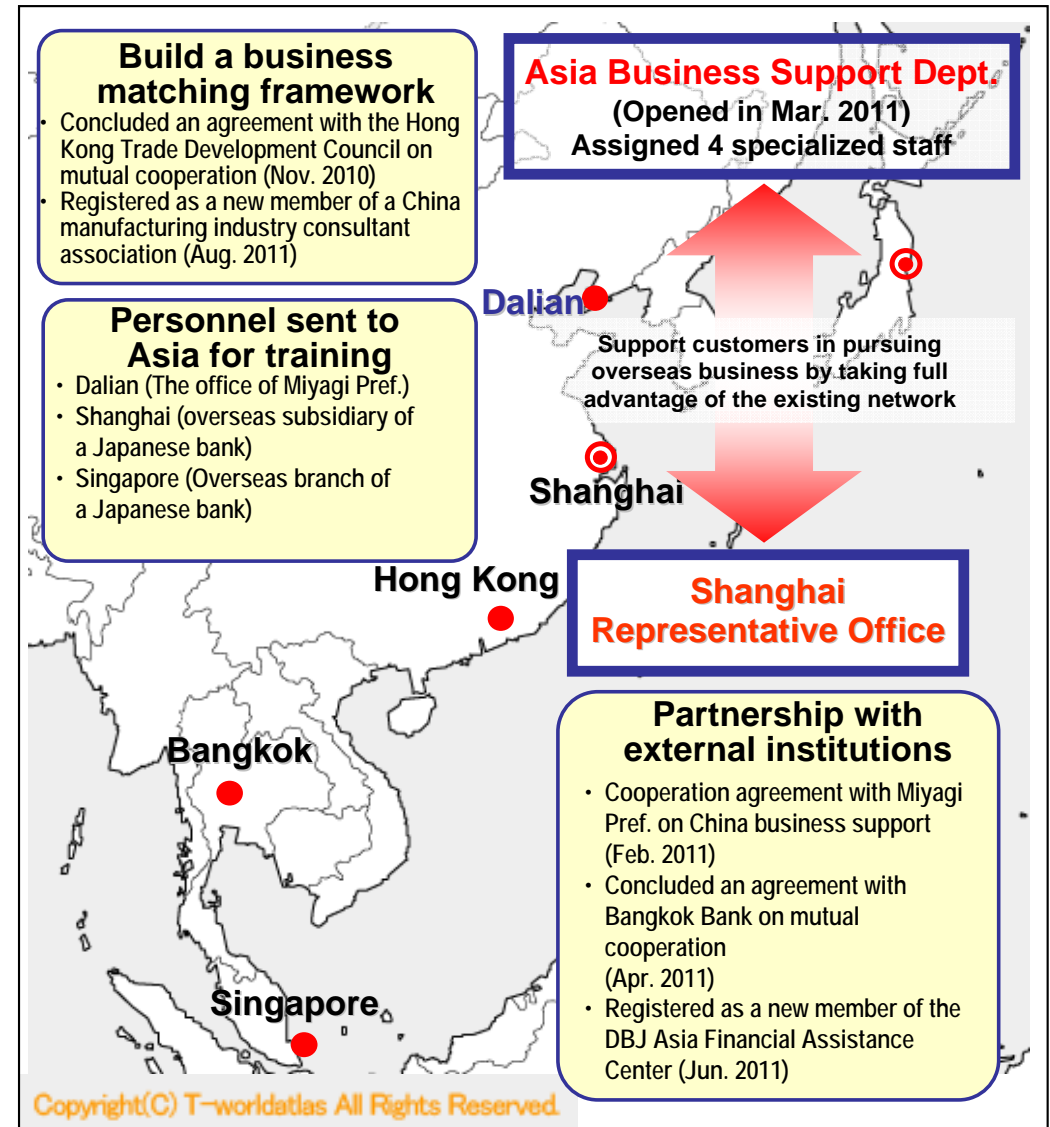 Build a business
matching framework
・ Concluded an agreement with the Hong
Kong Trade Development Council on
mutual cooperation (Nov. 2010)
・ Registered as a new member of a China
manufacturing industry consultant
association (Aug. 2011)
Asia Business Support Dept.
(Opened in Mar. 2011)
Assigned 4 specialized staff
Dalian
Personnel sent to
Asia for training
・ Dalian (The office of Miyagi Pref.)
・ Shanghai (overseas subsidiary of
a Japanese bank)
・ Singapore (Overseas branch of
a Japanese bank)
Support customers in pursuing
overseas business by taking full
advantage of the existing network
Shanghai
Hong Kong
Shanghai
Representative Office
Bangkok
Partnership with
external institutions
・ Cooperation agreement with Miyagi
Pref. on China business support
(Feb. 2011)
・ Concluded an agreement with
Bangkok Bank on mutual
cooperation
(Apr. 2011)
・ Registered as a new member of the
DBJ Asia Financial Assistance
Center (Jun. 2011)
Singapore
Copyright(C) T-worldatlas All Rights Reserved.